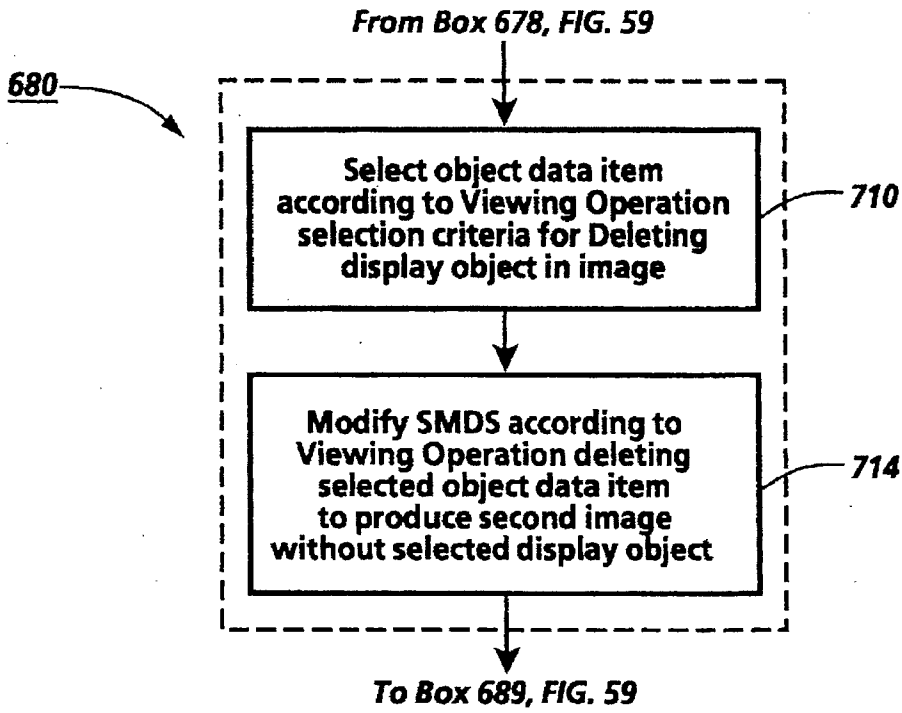 From Box 678, FIG. 59
680
Select object data item
according to Viewing Operation
selection criteria for Deleting
display object in image
710
Modify SMDS according to
Viewing Operation deleting
selected object data item
to produce second image
without selected display object
714
To Box 689, FIG. 59